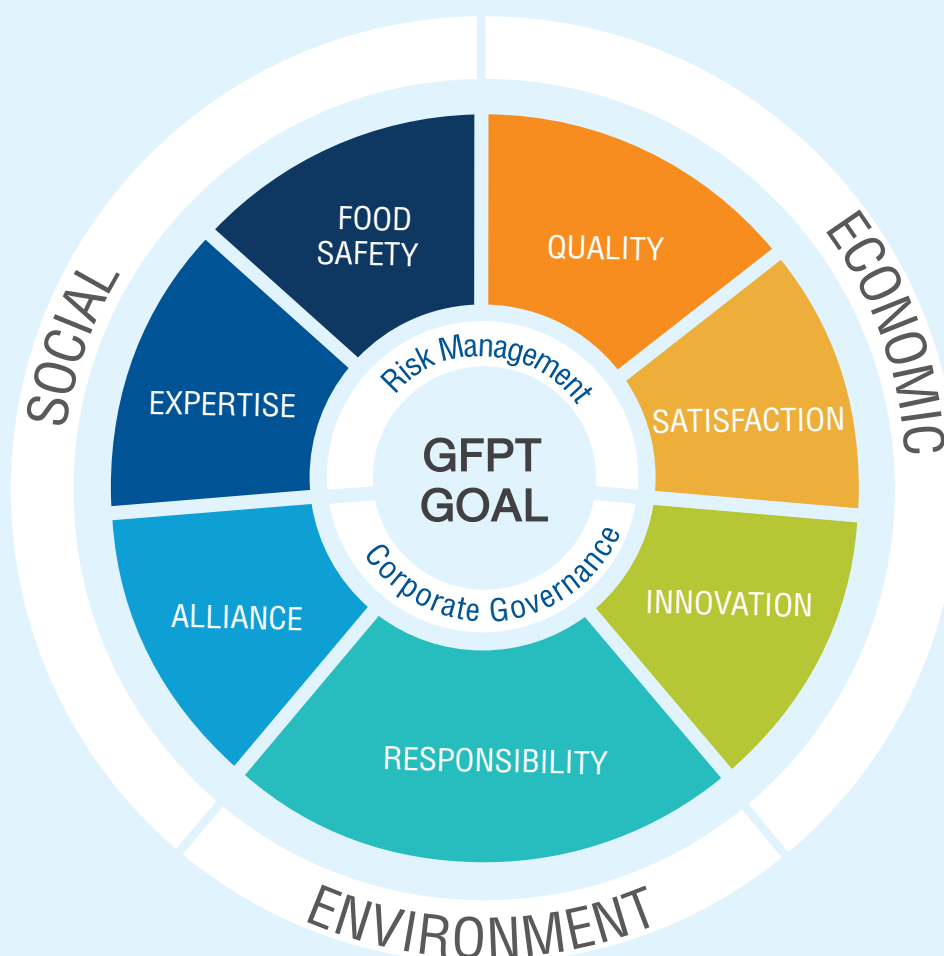 SOCIAL
ECONOMIC
ENVIRONMENT
FOOD
SAFETY
QUALITY
EXPERTISE
SATISFACTION
ALLIANCE
INNOVATION
RESPONSIBILITY
Risk Management
GFPT
GOAL
Corporate Governance